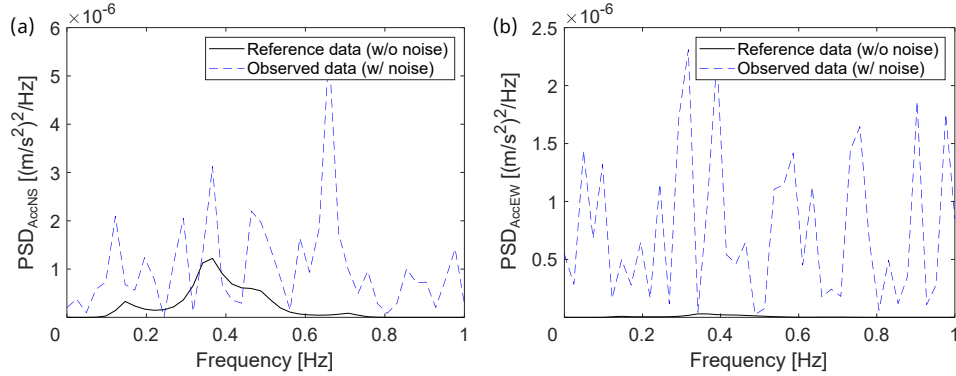 (a)
×10⁻⁶
6
5
4
3
2
1
0
0.2
0.4
0.6
0.8
1
PSD_AccNS [(m/s²)²/Hz]
Frequency [Hz]
Reference data (w/o noise)
Observed data (w/ noise)
(b)
×10⁻⁶
2.5
2
1.5
1
0.5
0
0.2
0.4
0.6
0.8
1
PSD_AccEW [(m/s²)²/Hz]
Frequency [Hz]
Reference data (w/o noise)
Observed data (w/ noise)